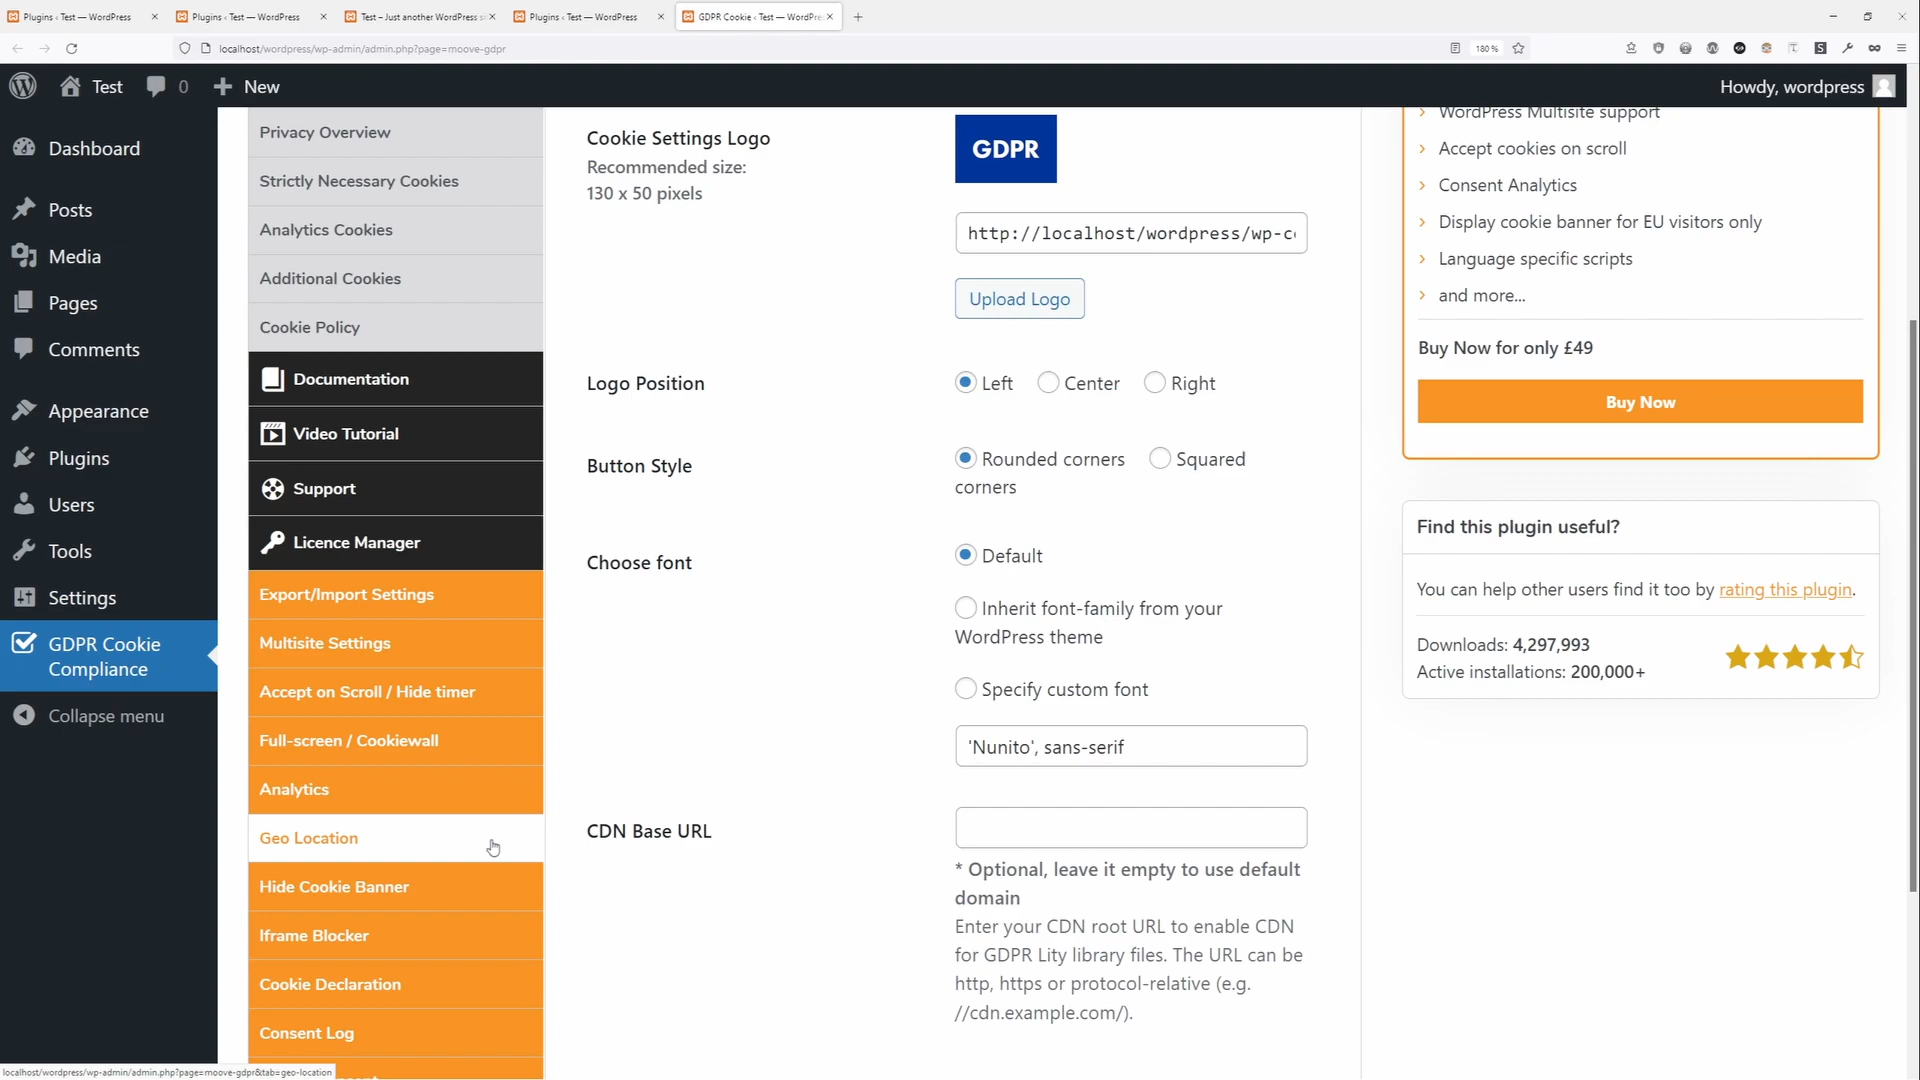 Plugins ‹ Test — WordPress
Plugins ‹ Test — WordPress
Test – Just another WordPress s
Plugins ‹ Test — WordPress
GDPR Cookie ‹ Test — WordPre
localhost/wordpress/wp-admin/admin.php?page=moove-gdpr
180 %
Test
0
New
Howdy, wordpress
Dashboard
Posts
Media
Pages
Comments
Appearance
Plugins
Users
Tools
Settings
GDPR Cookie
Compliance
Collapse menu
Privacy Overview
Strictly Necessary Cookies
Analytics Cookies
Additional Cookies
Cookie Policy
Documentation
Video Tutorial
Support
Licence Manager
Export/Import Settings
Multisite Settings
Accept on Scroll / Hide timer
Full-screen / Cookiewall
Analytics
Geo Location
Hide Cookie Banner
Iframe Blocker
Cookie Declaration
Consent Log
Cookie Settings Logo
Recommended size:
130 x 50 pixels
GDPR
http://localhost/wordpress/wp-c
Upload Logo
Logo Position
Left
Center
Right
Button Style
Rounded corners
Squared
corners
Choose font
Default
Inherit font-family from your
WordPress theme
Specify custom font
'Nunito', sans-serif
CDN Base URL
* Optional, leave it empty to use default
domain
Enter your CDN root URL to enable CDN
for GDPR Lity library files. The URL can be
http, https or protocol-relative (e.g.
//cdn.example.com/).
WordPress Multisite support
Accept cookies on scroll
Consent Analytics
Display cookie banner for EU visitors only
Language specific scripts
and more...
Buy Now for only £49
Buy Now
Find this plugin useful?
You can help other users find it too by rating this plugin.
Downloads: 4,297,993
Active installations: 200,000+
localhost/wordpress/wp-admin/admin.php?page=moove-gdpr&tab=geo-location